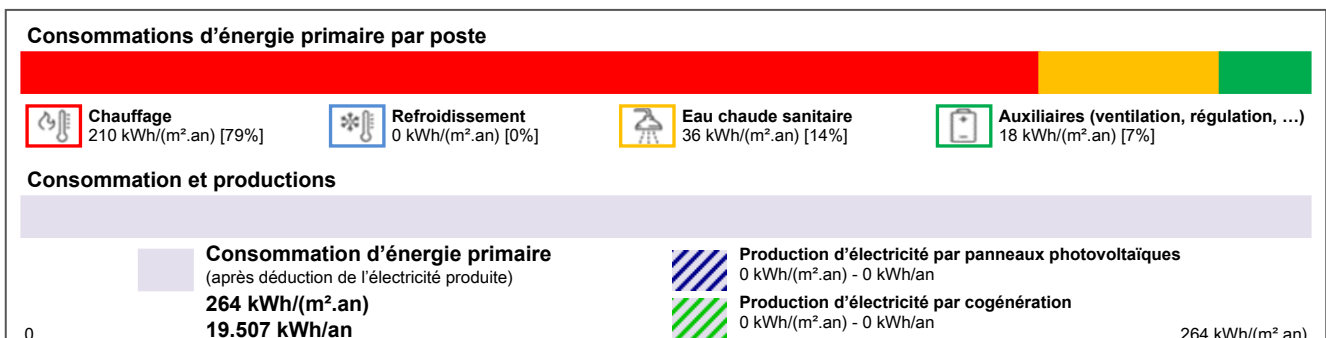 Consommations d’énergie primaire par poste
Chauffage
210 kWh/(m².an) [79%]
Refroidissement
0 kWh/(m².an) [0%]
Eau chaude sanitaire
36 kWh/(m².an) [14%]
Auxiliaires (ventilation, régulation, …)
18 kWh/(m².an) [7%]
Consommation et productions
Consommation d’énergie primaire
(après déduction de l’électricité produite)
264 kWh/(m².an)
19.507 kWh/an
Production d’électricité par panneaux photovoltaïques
0 kWh/(m².an) - 0 kWh/an
Production d’électricité par cogénération
0 kWh/(m².an) - 0 kWh/an
0
264 kWh/(m².an)